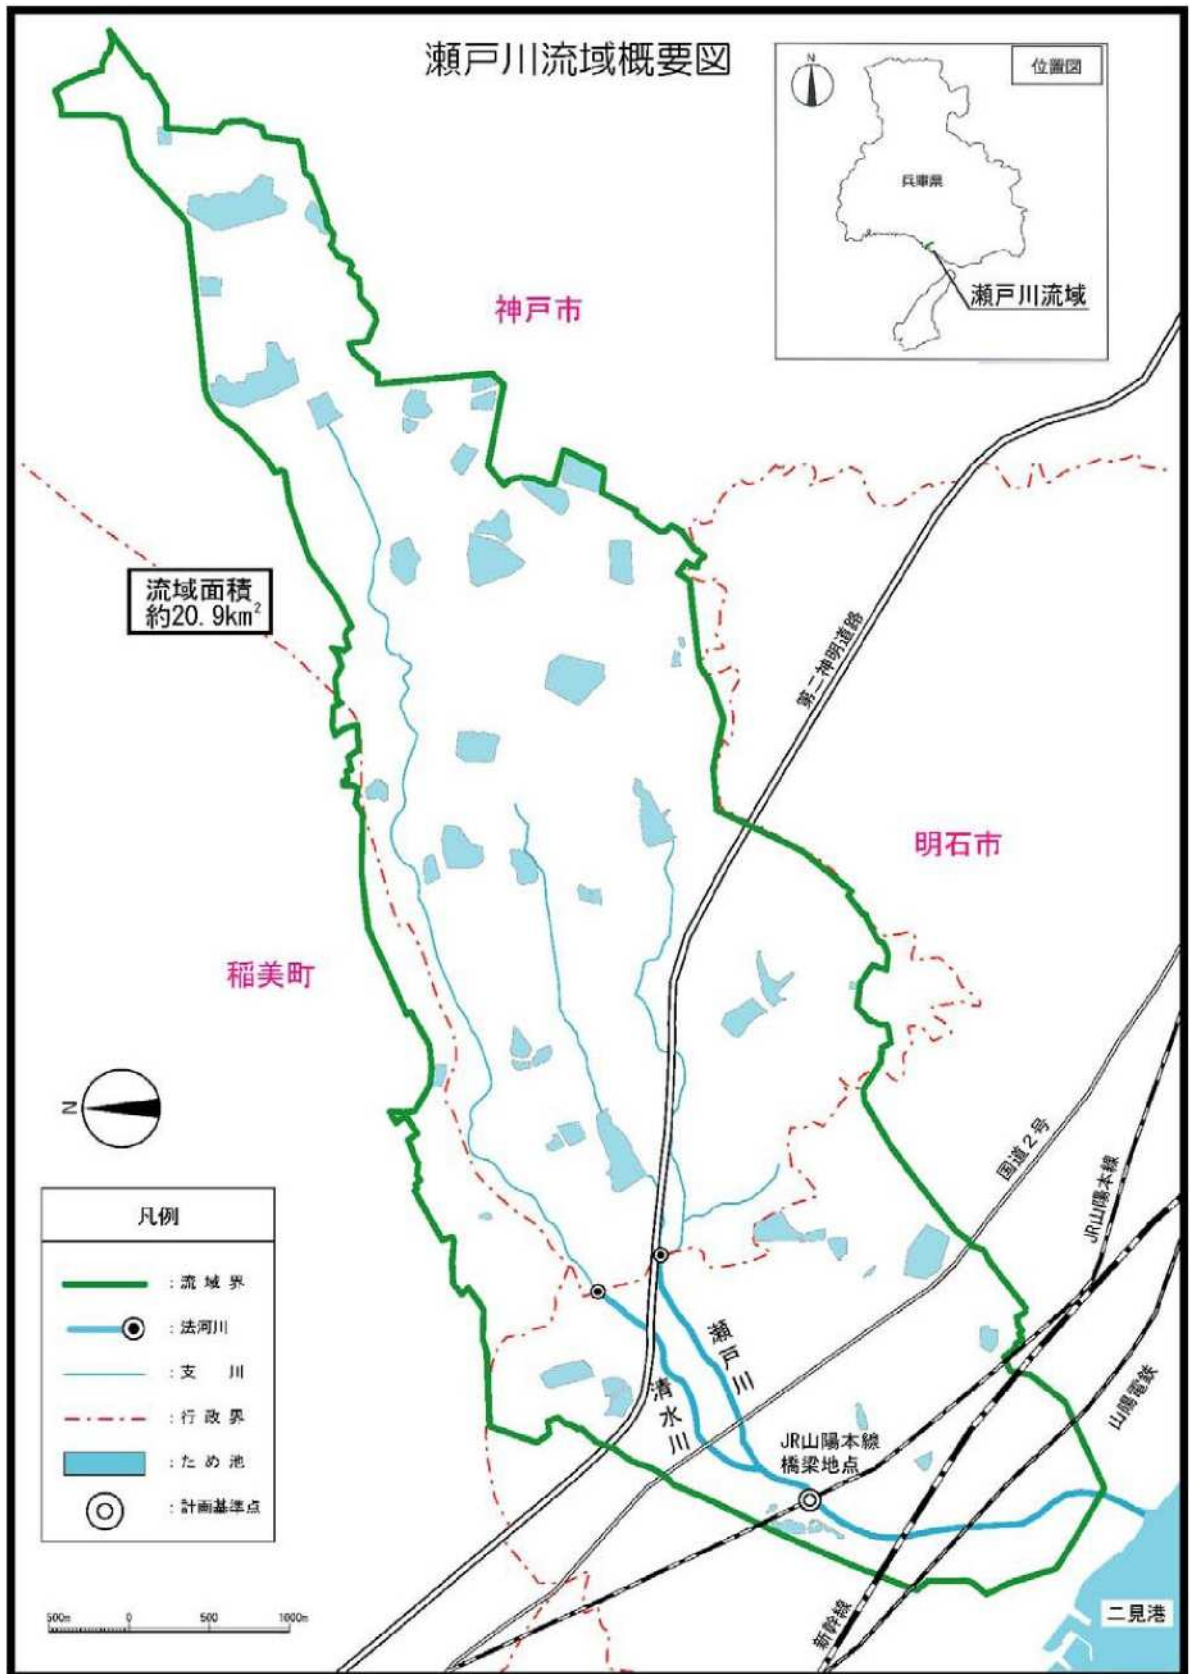 瀬戸川流域概要図
位置図
N
兵庫県
瀬戸川流域
神戸市
流域面積
約20.9km²
第二神明道路
明石市
稲美町
N
国道2号
JR山陽本線
凡例
:流域界
:法河川
:支 川
:行政界
:ため池
:計画基準点
瀬戸川
清水川
山陽電鉄
JR山陽本線
橋梁地点
新幹線
二見港
500m 0 500 1000m